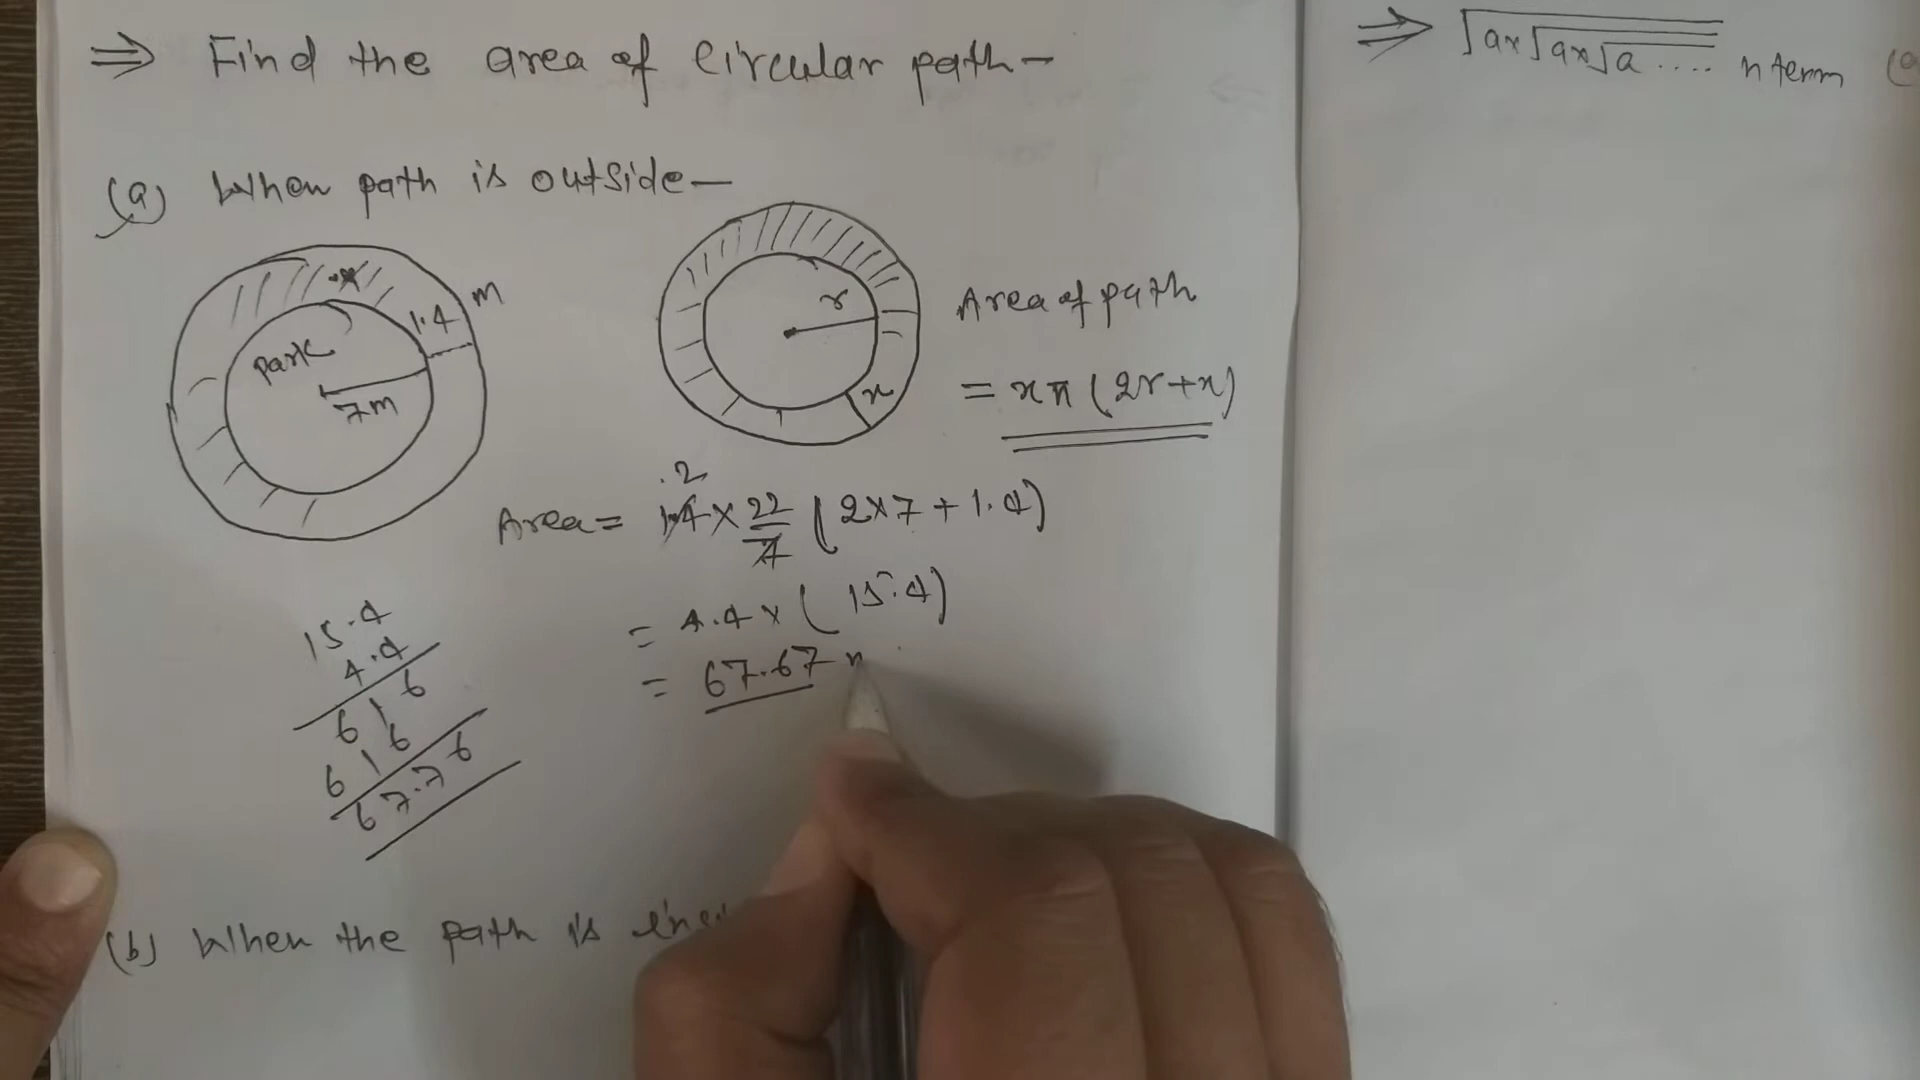 ⇒ Find the area of circular path-
(a) When path is outside-
x
1.4 m
park
7m
r
x
Area of path
= xπ (2r+x)
.2
Area = 1.4 × 22/7 (2×7+1.4)
= 4.4 × (15.4)
= 67.67
15.4
4.4
616
616
67.76
(b) When the path is
⇒ √ax√ax√a .... n term